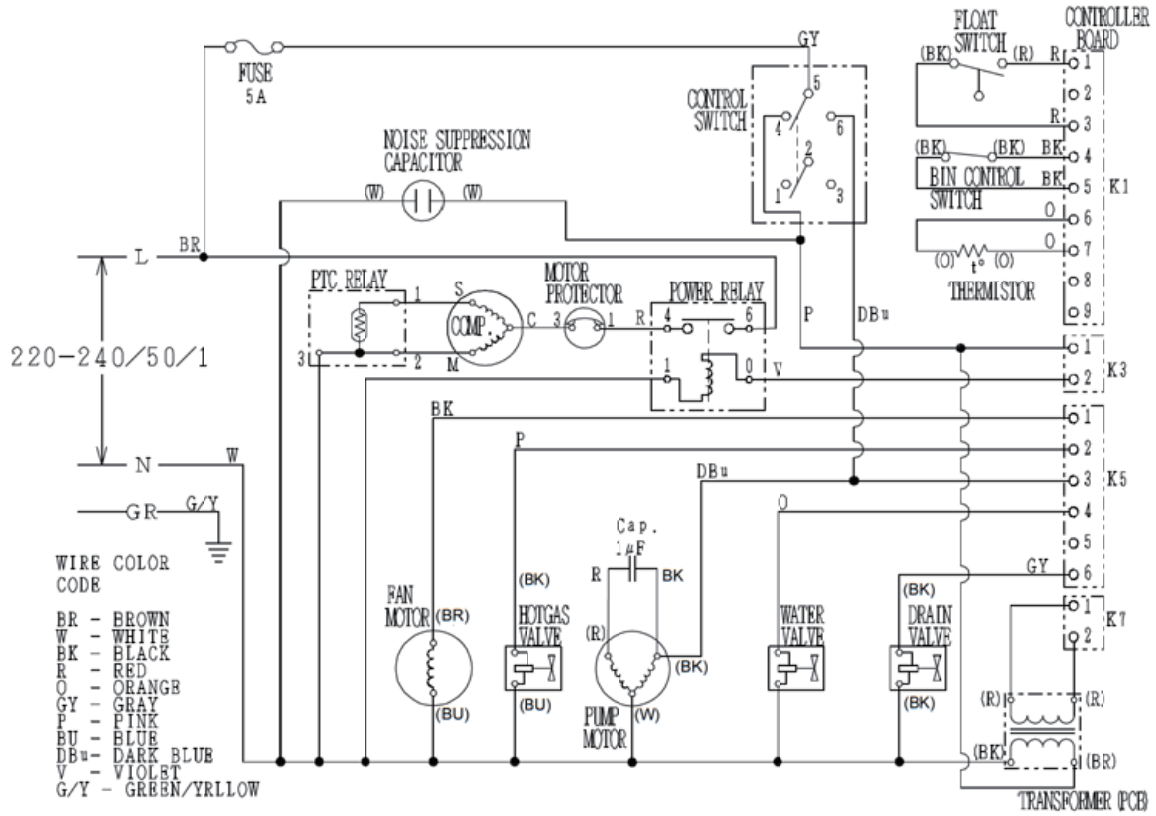 CONTROLLER
BOARD
FLOAT
SWITCH
(BK) (R) R 1
2
R 3
(BK) (BK) BK 4
BK 5
BIN CONTROL
SWITCH
K1
O 6
O 7
(O) t° (O)
THERMISTOR
8
9
GY
FUSE
5A
CONTROL
SWITCH
5
4 6
2
1 3
NOISE SUPPRESSION
CAPACITOR
(W) (W)
L
BR
PTC RELAY
1
3 2
S
COMP.
M
C
MOTOR
PROTECTOR
3 1
R
POWER RELAY
4 6
1 0
V
P
DBu
1
2
K3
220-240/50/1
N
W
GR
G/Y
BK
P
DBu
O
GY
1
2
3
4
5
6
K5
1
2
K7
WIRE COLOR
CODE
BR - BROWN
W - WHITE
BK - BLACK
R - RED
O - ORANGE
GY - GRAY
P - PINK
BU - BLUE
DBu- DARK BLUE
V - VIOLET
G/Y - GREEN/YRLLOW
FAN
MOTOR
(BR)
(BU)
(BK)
HOTGAS
VALVE
(BU)
Cap.
1μF
R BK
(R)
(BK)
PUMP
MOTOR
(W)
WATER
VALVE
(BK)
DRAIN
VALVE
(BK)
(R) (R)
(BK) (BR)
TRANSFORMER (PCB)